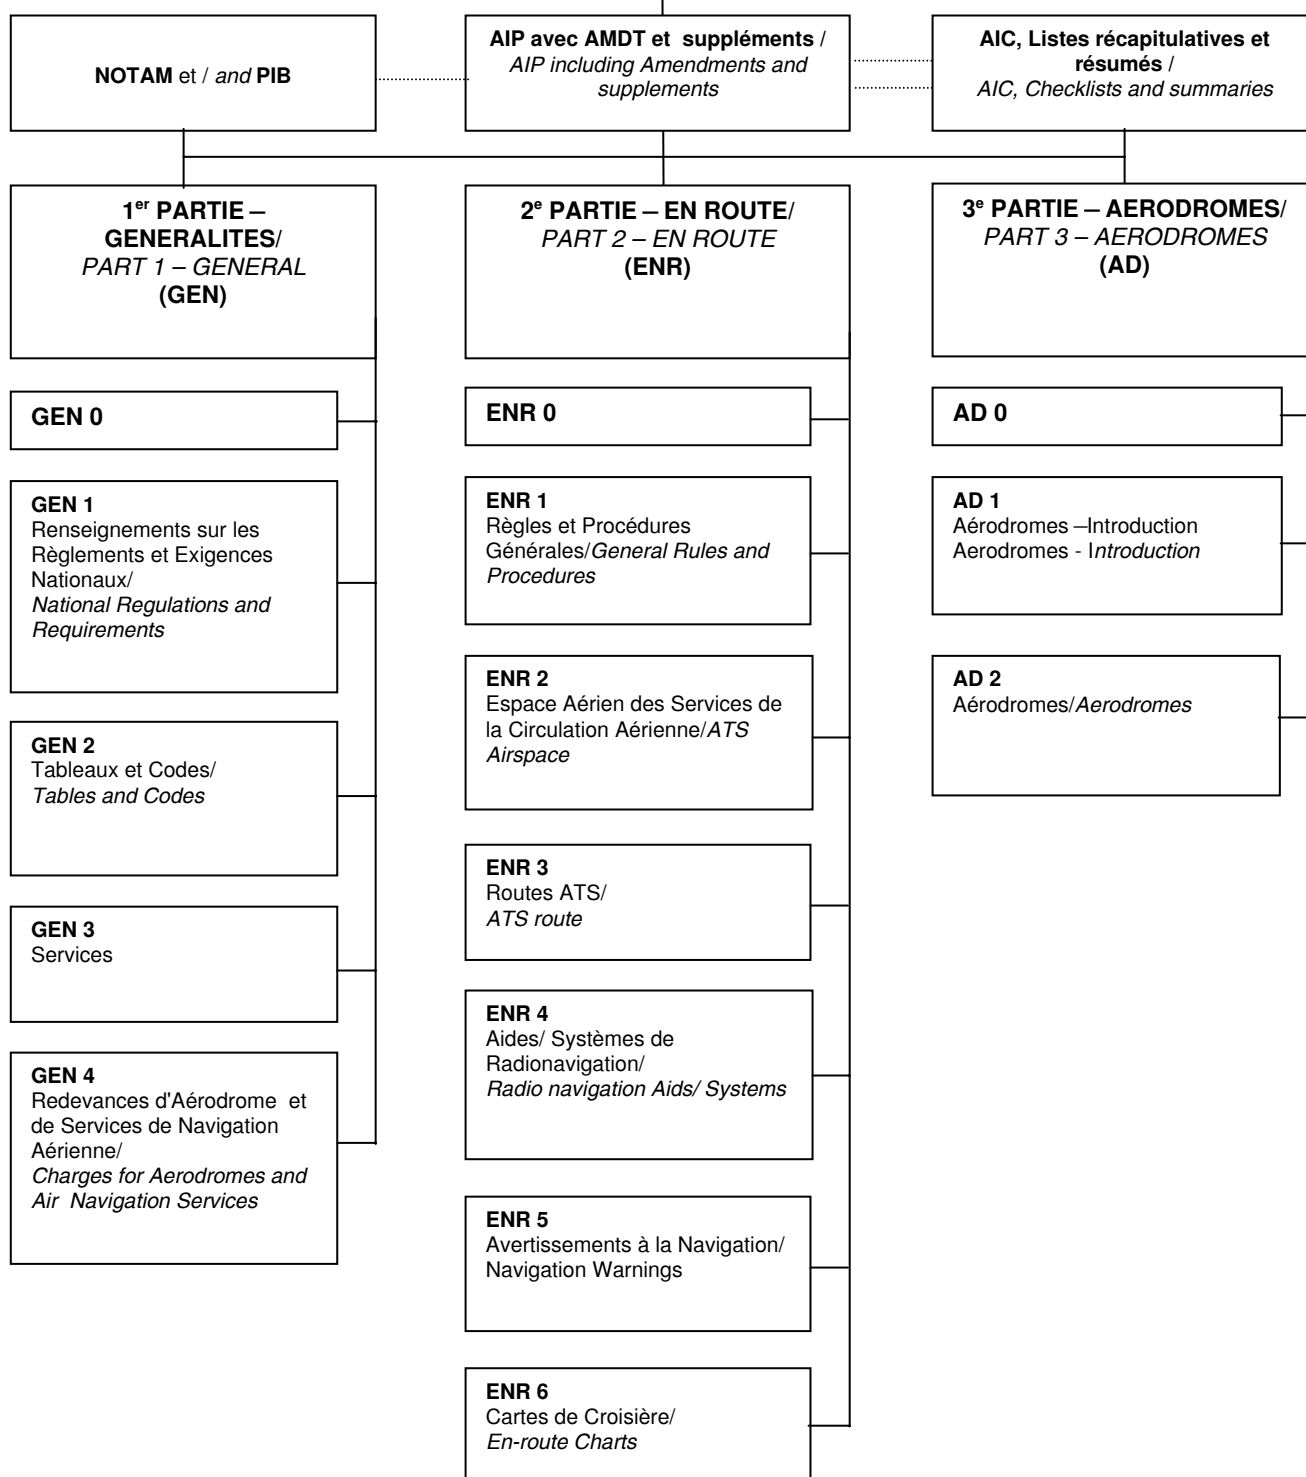 NOTAM et / and PIB
AIP avec AMDT et suppléments /
AIP including Amendments and
supplements
AIC, Listes récapitulatives et
résumés /
AIC, Checklists and summaries
1er PARTIE –
GENERALITES/
PART 1 – GENERAL
(GEN)
2e PARTIE – EN ROUTE/
PART 2 – EN ROUTE
(ENR)
3e PARTIE – AERODROMES/
PART 3 – AERODROMES
(AD)
GEN 0
GEN 1
Renseignements sur les
Règlements et Exigences
Nationaux/
National Regulations and
Requirements
GEN 2
Tableaux et Codes/
Tables and Codes
GEN 3
Services
GEN 4
Redevances d'Aérodrome et
de Services de Navigation
Aérienne/
Charges for Aerodromes and
Air Navigation Services
ENR 0
ENR 1
Règles et Procédures
Générales/General Rules and
Procedures
ENR 2
Espace Aérien des Services de
la Circulation Aérienne/ATS
Airspace
ENR 3
Routes ATS/
ATS route
ENR 4
Aides/ Systèmes de
Radionavigation/
Radio navigation Aids/ Systems
ENR 5
Avertissements à la Navigation/
Navigation Warnings
ENR 6
Cartes de Croisière/
En-route Charts
AD 0
AD 1
Aérodromes –Introduction
Aerodromes - Introduction
AD 2
Aérodromes/Aerodromes